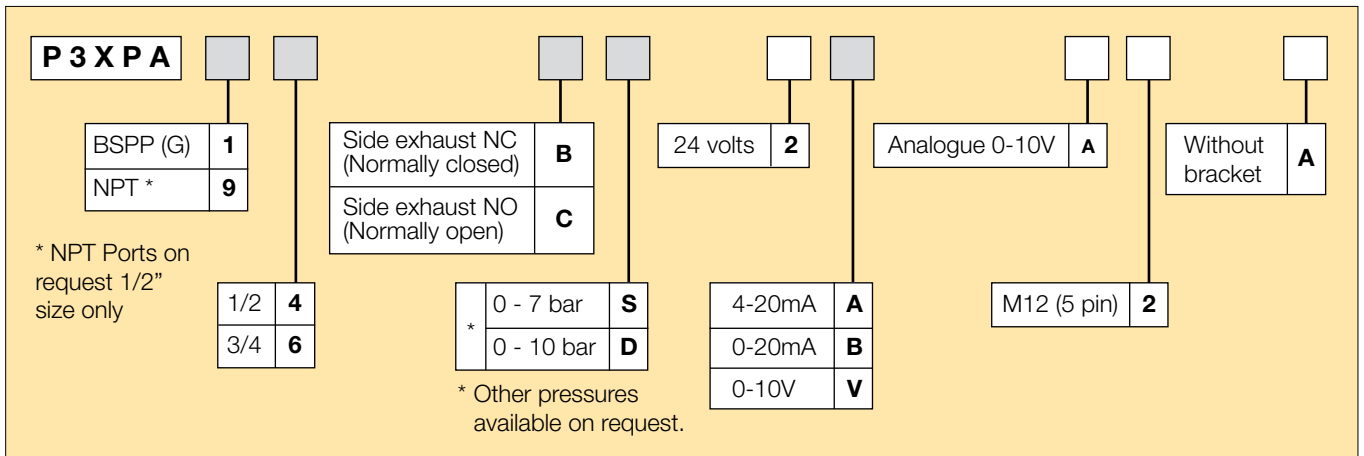 P 3 X P A
BSPP (G) 1
NPT * 9
* NPT Ports on
request 1/2”
size only
1/2 4
3/4 6
Side exhaust NC
(Normally closed) B
Side exhaust NO
(Normally open) C
* 0 - 7 bar S
0 - 10 bar D
* Other pressures
available on request.
24 volts 2
4-20mA A
0-20mA B
0-10V V
Analogue 0-10V A
M12 (5 pin) 2
Without
bracket A